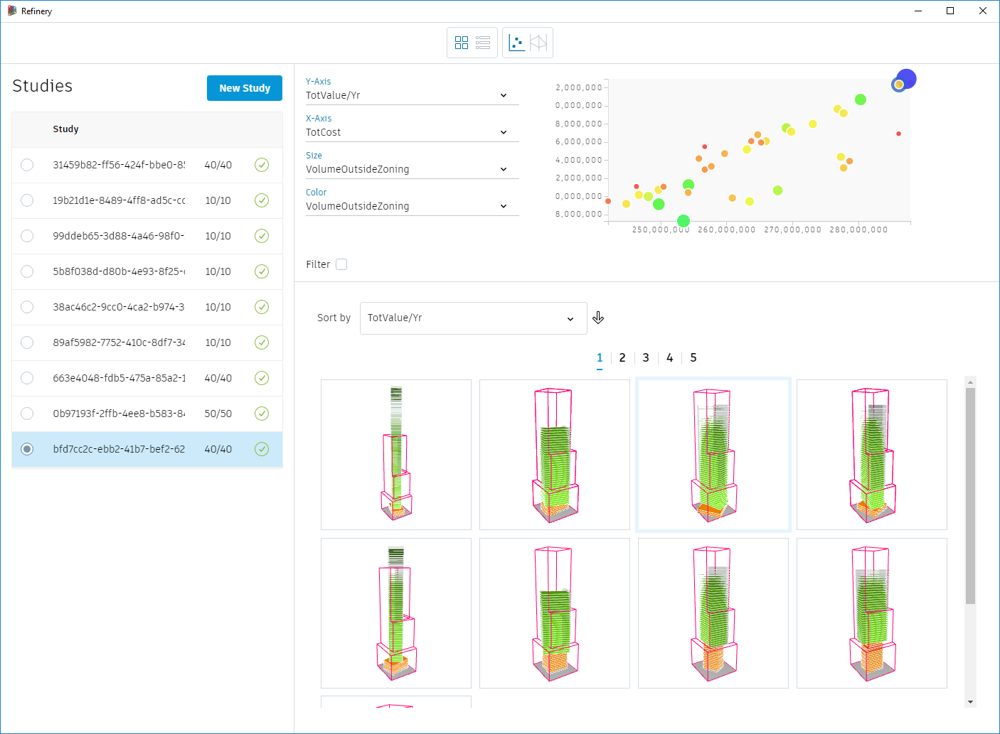 Refinery
Studies
New Study
Study
31459b82-ff56-424f-bbe0-8 40/40
19b21d1e-8489-4ff8-ad5c-cc 10/10
99ddeb65-3d88-4a46-98f0- 10/10
5b8f038d-d80b-4e93-8f25- 10/10
38ac46c2-9cc0-4ca2-b974-3 10/10
89af5982-7752-410c-8df7-34 10/10
663e4048-fdb5-475a-85a2-1 40/40
0b97193f-2ffb-4ee8-b583-84 50/50
bfd7cc2c-ebb2-41b7-bef2-62 40/40
Y-Axis
TotValue/Yr
X-Axis
TotCost
Size
VolumeOutsideZoning
Color
VolumeOutsideZoning
Filter
2,000,000
0,000,000
8,000,000
6,000,000
4,000,000
2,000,000
0,000,000
8,000,000
250,000,000 260,000,000 270,000,000 280,000,000
Sort by TotValue/Yr
1 2 3 4 5